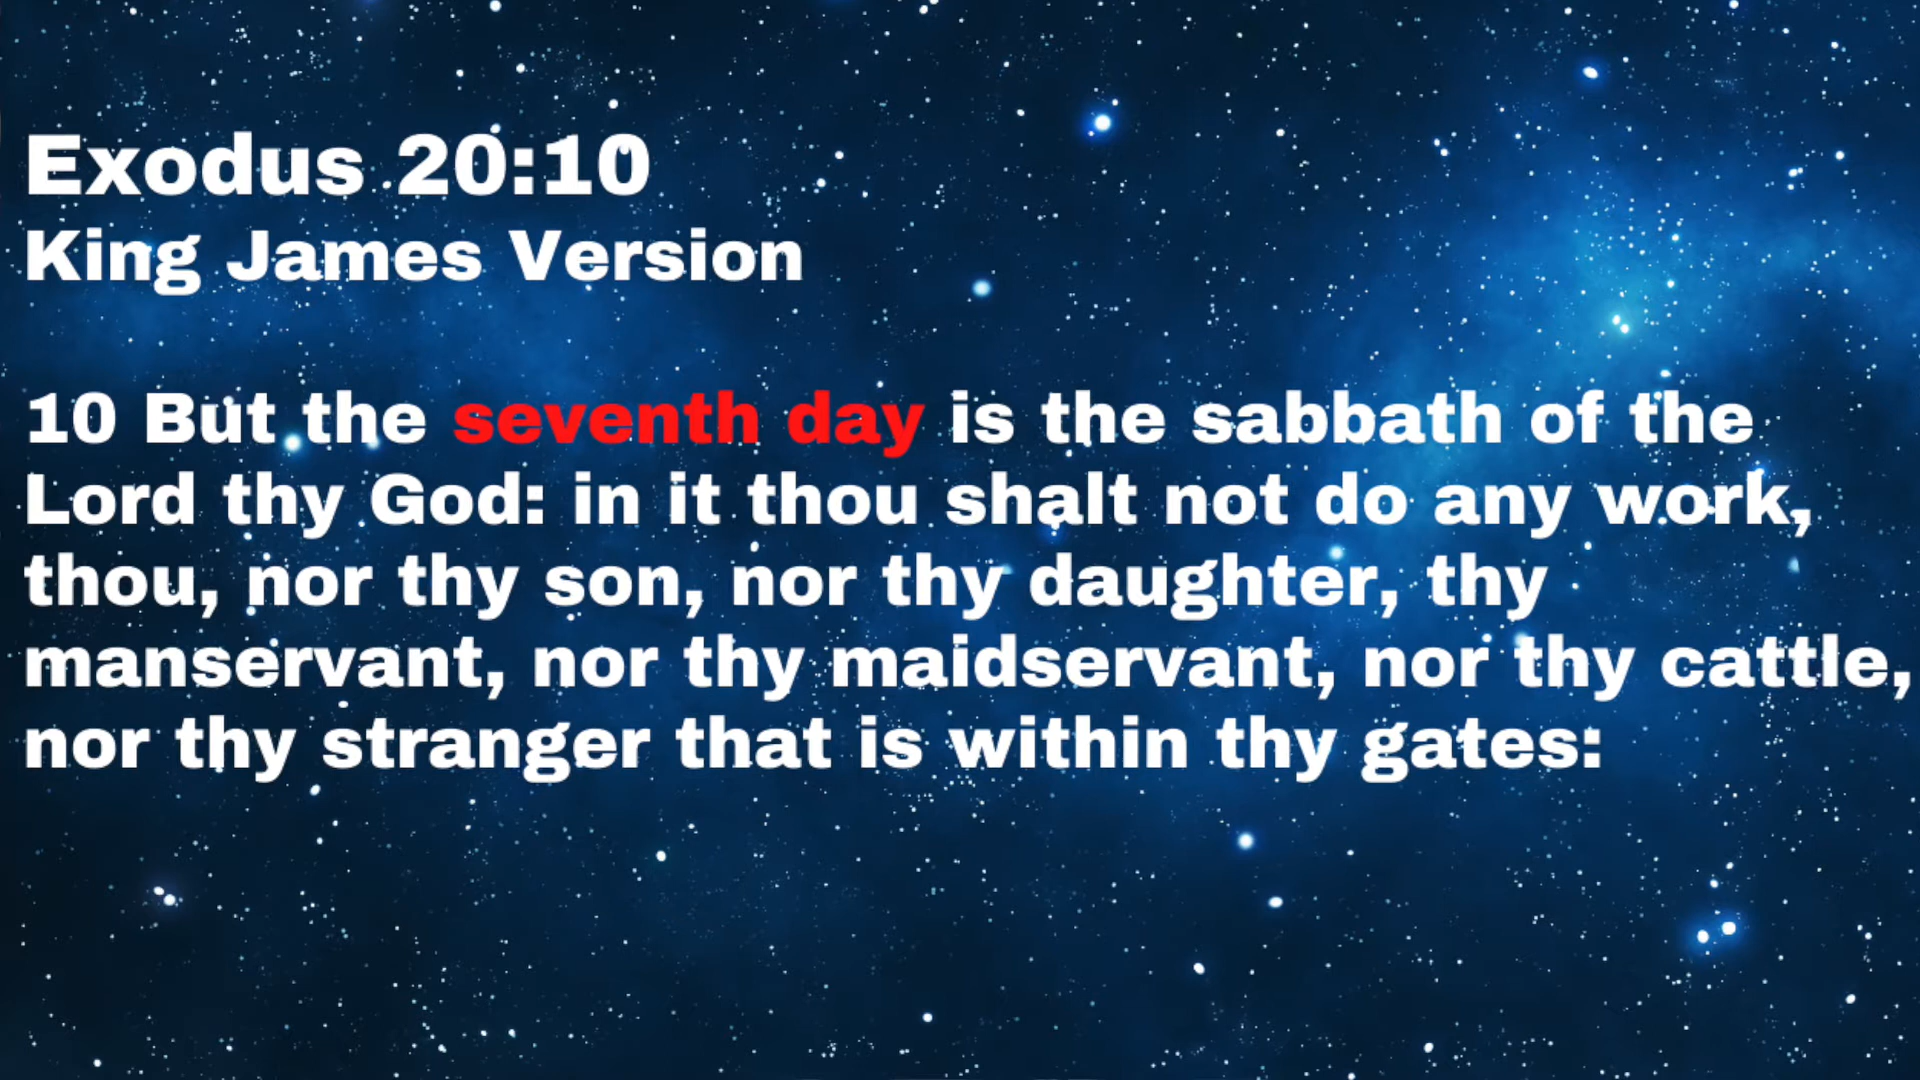 Exodus 20:10
King James Version
10 But the seventh day is the sabbath of the
Lord thy God: in it thou shalt not do any work,
thou, nor thy son, nor thy daughter, thy
manservant, nor thy maidservant, nor thy cattle,
nor thy stranger that is within thy gates: